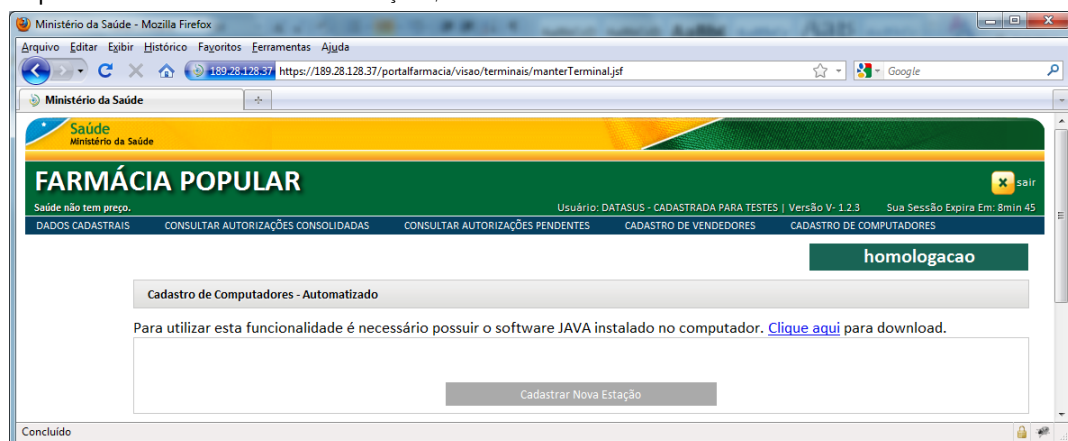 Ministério da Saúde - Mozilla Firefox
Arquivo Editar Exibir Histórico Favoritos Ferramentas Ajuda
189.28.128.37 https://189.28.128.37/portalfarmacia/visao/terminais/manterTerminal.jsf Google
Ministério da Saúde
Saúde
Ministério da Saúde
FARMÁCIA POPULAR
sair
Saúde não tem preço. Usuário: DATASUS - CADASTRADA PARA TESTES | Versão V- 1.2.3 Sua Sessão Expira Em: 8min 45
DADOS CADASTRAIS CONSULTAR AUTORIZAÇÕES CONSOLIDADAS CONSULTAR AUTORIZAÇÕES PENDENTES CADASTRO DE VENDEDORES CADASTRO DE COMPUTADORES
homologacao
Cadastro de Computadores - Automatizado
Para utilizar esta funcionalidade é necessário possuir o software JAVA instalado no computador. Clique aqui para download.
Cadastrar Nova Estação
Concluído